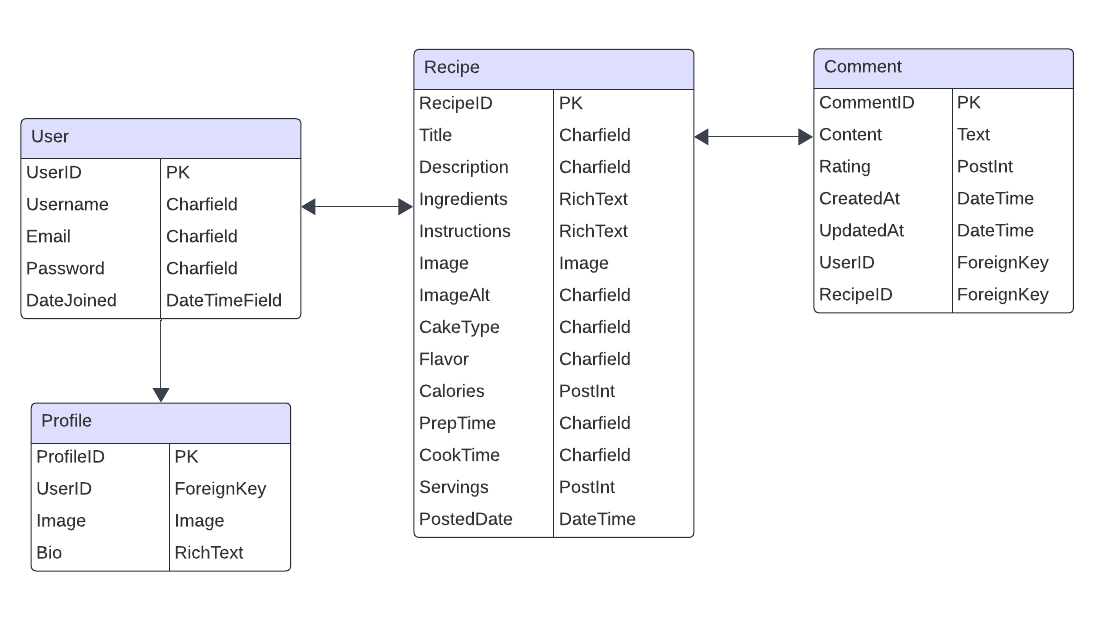 User
UserID PK
Username Charfield
Email Charfield
Password Charfield
DateJoined DateTimeField
Profile
ProfileID PK
UserID ForeignKey
Image Image
Bio RichText
Recipe
RecipeID PK
Title Charfield
Description Charfield
Ingredients RichText
Instructions RichText
Image Image
ImageAlt Charfield
CakeType Charfield
Flavor Charfield
Calories PostInt
PrepTime Charfield
CookTime Charfield
Servings PostInt
PostedDate DateTime
Comment
CommentID PK
Content Text
Rating PostInt
CreatedAt DateTime
UpdatedAt DateTime
UserID ForeignKey
RecipeID ForeignKey